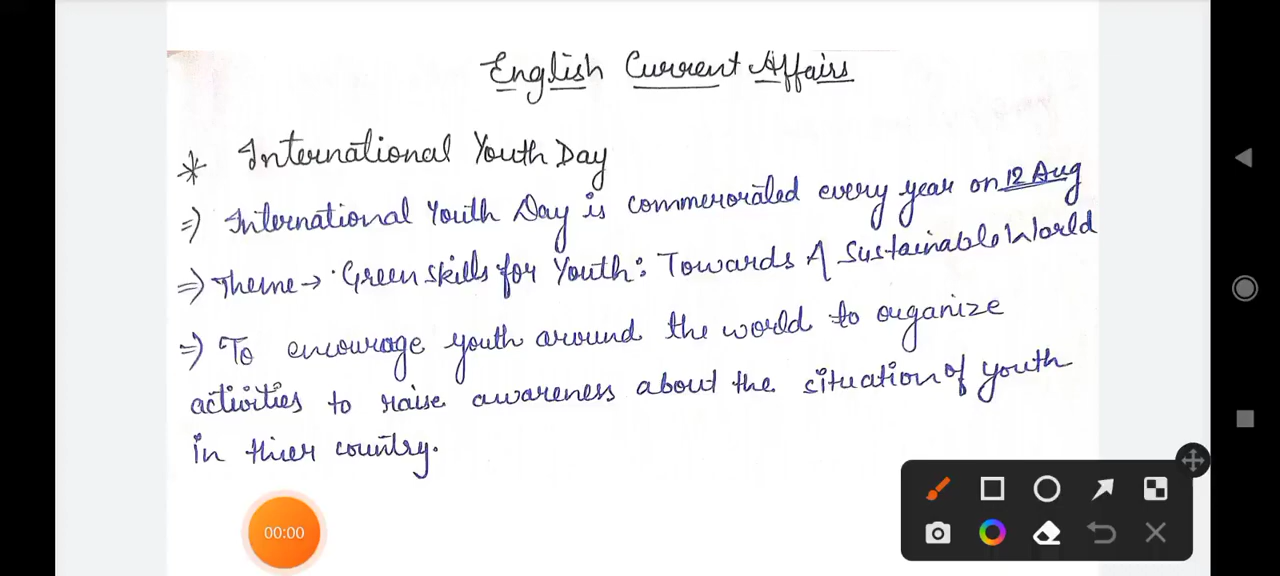 English Current Affairs
* International Youth Day
⇒ International Youth Day is commerorated every year on 12 Aug
⇒ Theme → Green skills for Youth: Towards A Sustainable World
⇒ To encourage youth around the world to organize
activities to raise awareness about the situation of youth
in thier country.
00:00